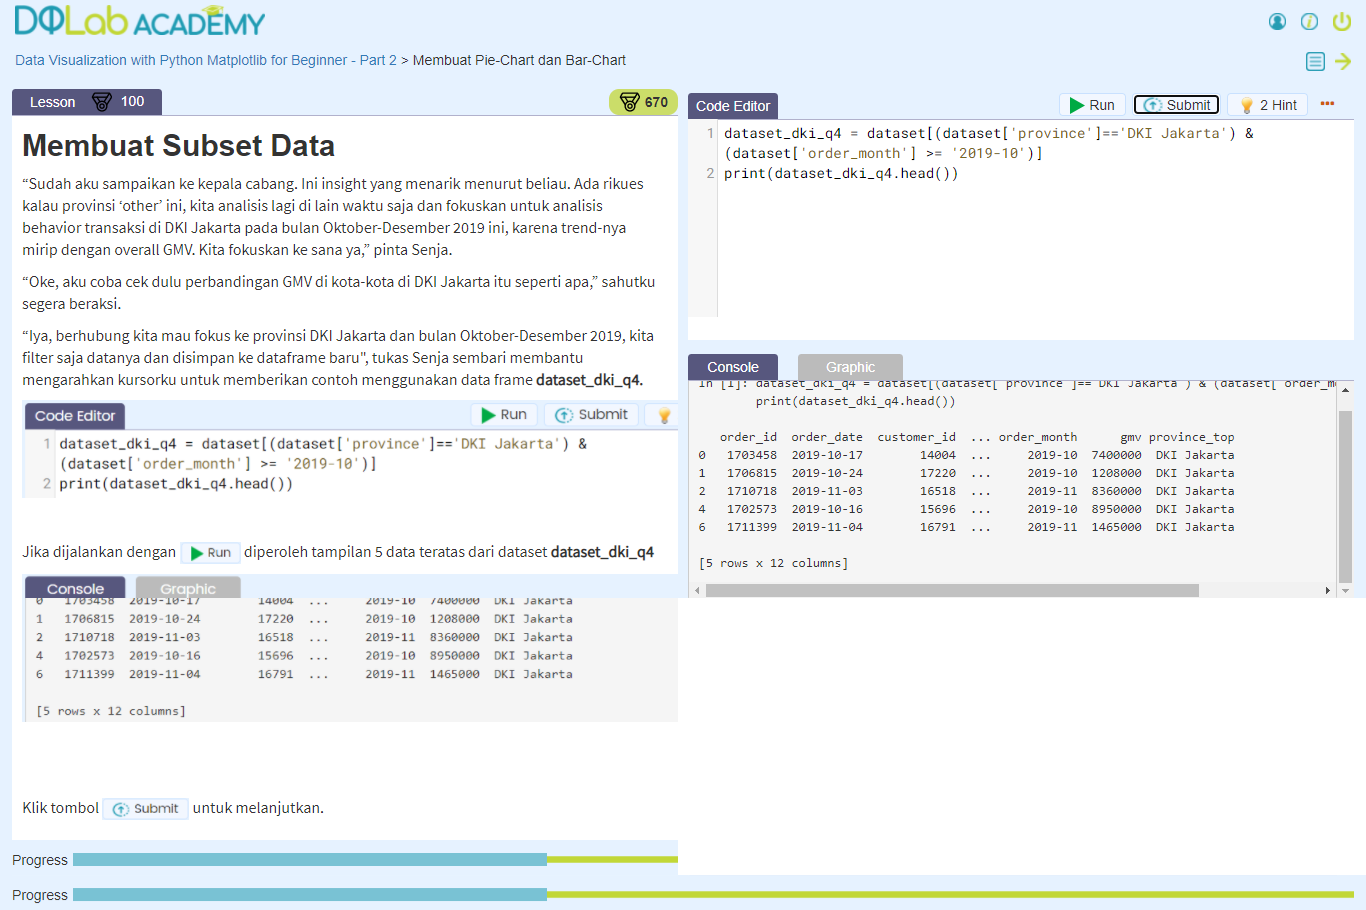 DQLab ACADEMY
Data Visualization with Python Matplotlib for Beginner - Part 2 > Membuat Pie-Chart dan Bar-Chart
Lesson 100
670
Membuat Subset Data
“Sudah aku sampaikan ke kepala cabang. Ini insight yang menarik menurut beliau. Ada rikues
kalau provinsi ‘other’ ini, kita analisis lagi di lain waktu saja dan fokuskan untuk analisis
behavior transaksi di DKI Jakarta pada bulan Oktober-Desember 2019 ini, karena trend-nya
mirip dengan overall GMV. Kita fokuskan ke sana ya,” pinta Senja.
“Oke, aku coba cek dulu perbandingan GMV di kota-kota di DKI Jakarta itu seperti apa,” sahutku
segera beraksi.
“Iya, berhubung kita mau fokus ke provinsi DKI Jakarta dan bulan Oktober-Desember 2019, kita
filter saja datanya dan disimpan ke dataframe baru", tukas Senja sembari membantu
mengarahkan kursorku untuk memberikan contoh menggunakan data frame dataset_dki_q4.
Code Editor Run Submit
1 dataset_dki_q4 = dataset[(dataset['province']=='DKI Jakarta') &
(dataset['order_month'] >= '2019-10')]
2 print(dataset_dki_q4.head())
Jika dijalankan dengan Run diperoleh tampilan 5 data teratas dari dataset dataset_dki_q4
Console Graphic
0 1703458 2019-10-17 14004 ... 2019-10 7400000 DKI Jakarta
1 1706815 2019-10-24 17220 ... 2019-10 1208000 DKI Jakarta
2 1710718 2019-11-03 16518 ... 2019-11 8360000 DKI Jakarta
4 1702573 2019-10-16 15696 ... 2019-10 8950000 DKI Jakarta
6 1711399 2019-11-04 16791 ... 2019-11 1465000 DKI Jakarta
[5 rows x 12 columns]
Klik tombol Submit untuk melanjutkan.
Progress
Progress
Code Editor Run Submit 2 Hint
1 dataset_dki_q4 = dataset[(dataset['province']=='DKI Jakarta') &
(dataset['order_month'] >= '2019-10')]
2 print(dataset_dki_q4.head())
Console Graphic
In [1]: dataset_dki_q4 = dataset[(dataset['province']=='DKI Jakarta') & (dataset['order_m
print(dataset_dki_q4.head())
order_id order_date customer_id ... order_month gmv province_top
0 1703458 2019-10-17 14004 ... 2019-10 7400000 DKI Jakarta
1 1706815 2019-10-24 17220 ... 2019-10 1208000 DKI Jakarta
2 1710718 2019-11-03 16518 ... 2019-11 8360000 DKI Jakarta
4 1702573 2019-10-16 15696 ... 2019-10 8950000 DKI Jakarta
6 1711399 2019-11-04 16791 ... 2019-11 1465000 DKI Jakarta
[5 rows x 12 columns]